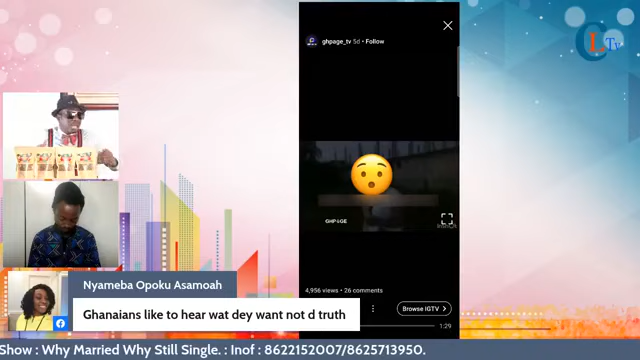 CLTv
ghpage_tv 5d • Follow
GHPAGE
4,956 views • 26 comments
Browse IGTV
1:29
Nyameba Opoku Asamoah
Ghanaians like to hear wat dey want not d truth
Show : Why Married Why Still Single. : Inof : 8622152007/8625713950.